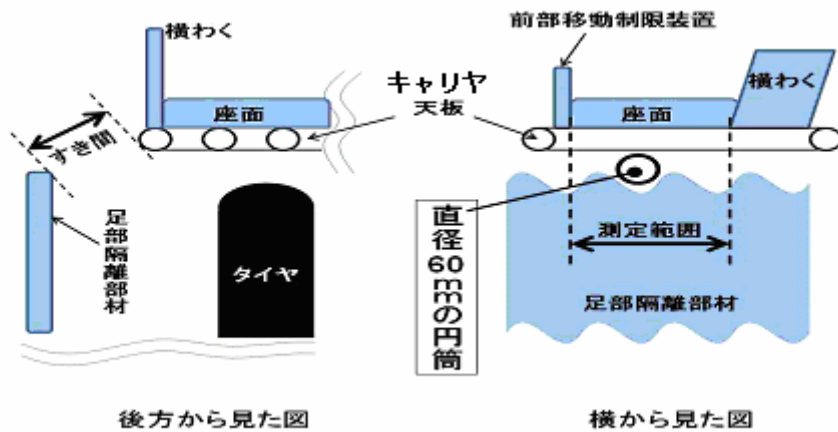 横わく
座面
キャリヤ
天板
すき間
足部隔離部材
タイヤ
後方から見た図
前部移動制限装置
横わく
座面
直径60mmの円筒
測定範囲
足部隔離部材
横から見た図